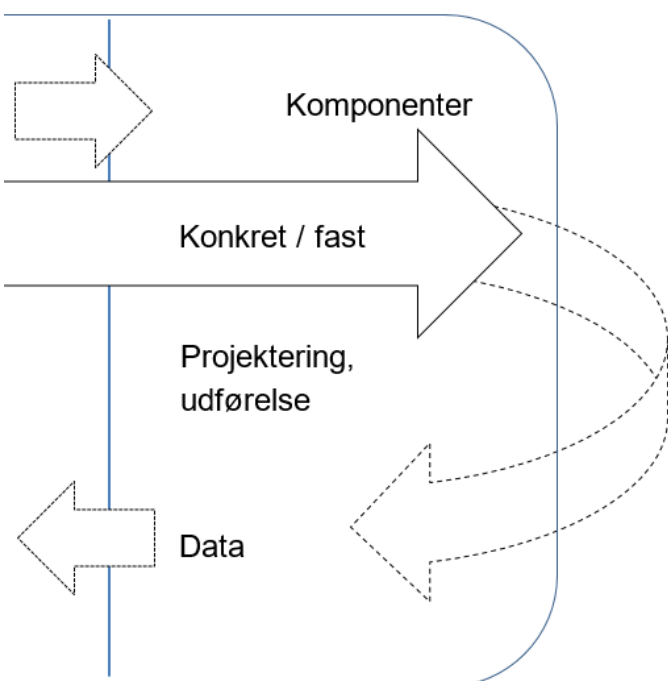 Komponenter
Konkret / fast
Projektering,
udførelse
Data